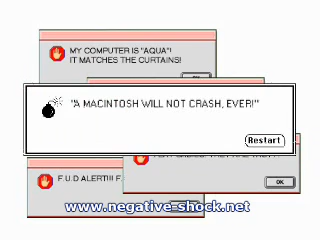 MY COMPUTER IS "AQUA"!
IT MATCHES THE CURTAINS!
"A MACINTOSH WILL NOT CRASH, EVER!"
Restart
F.U.D ALERT!!! F.
OK
www.negative-shock.net